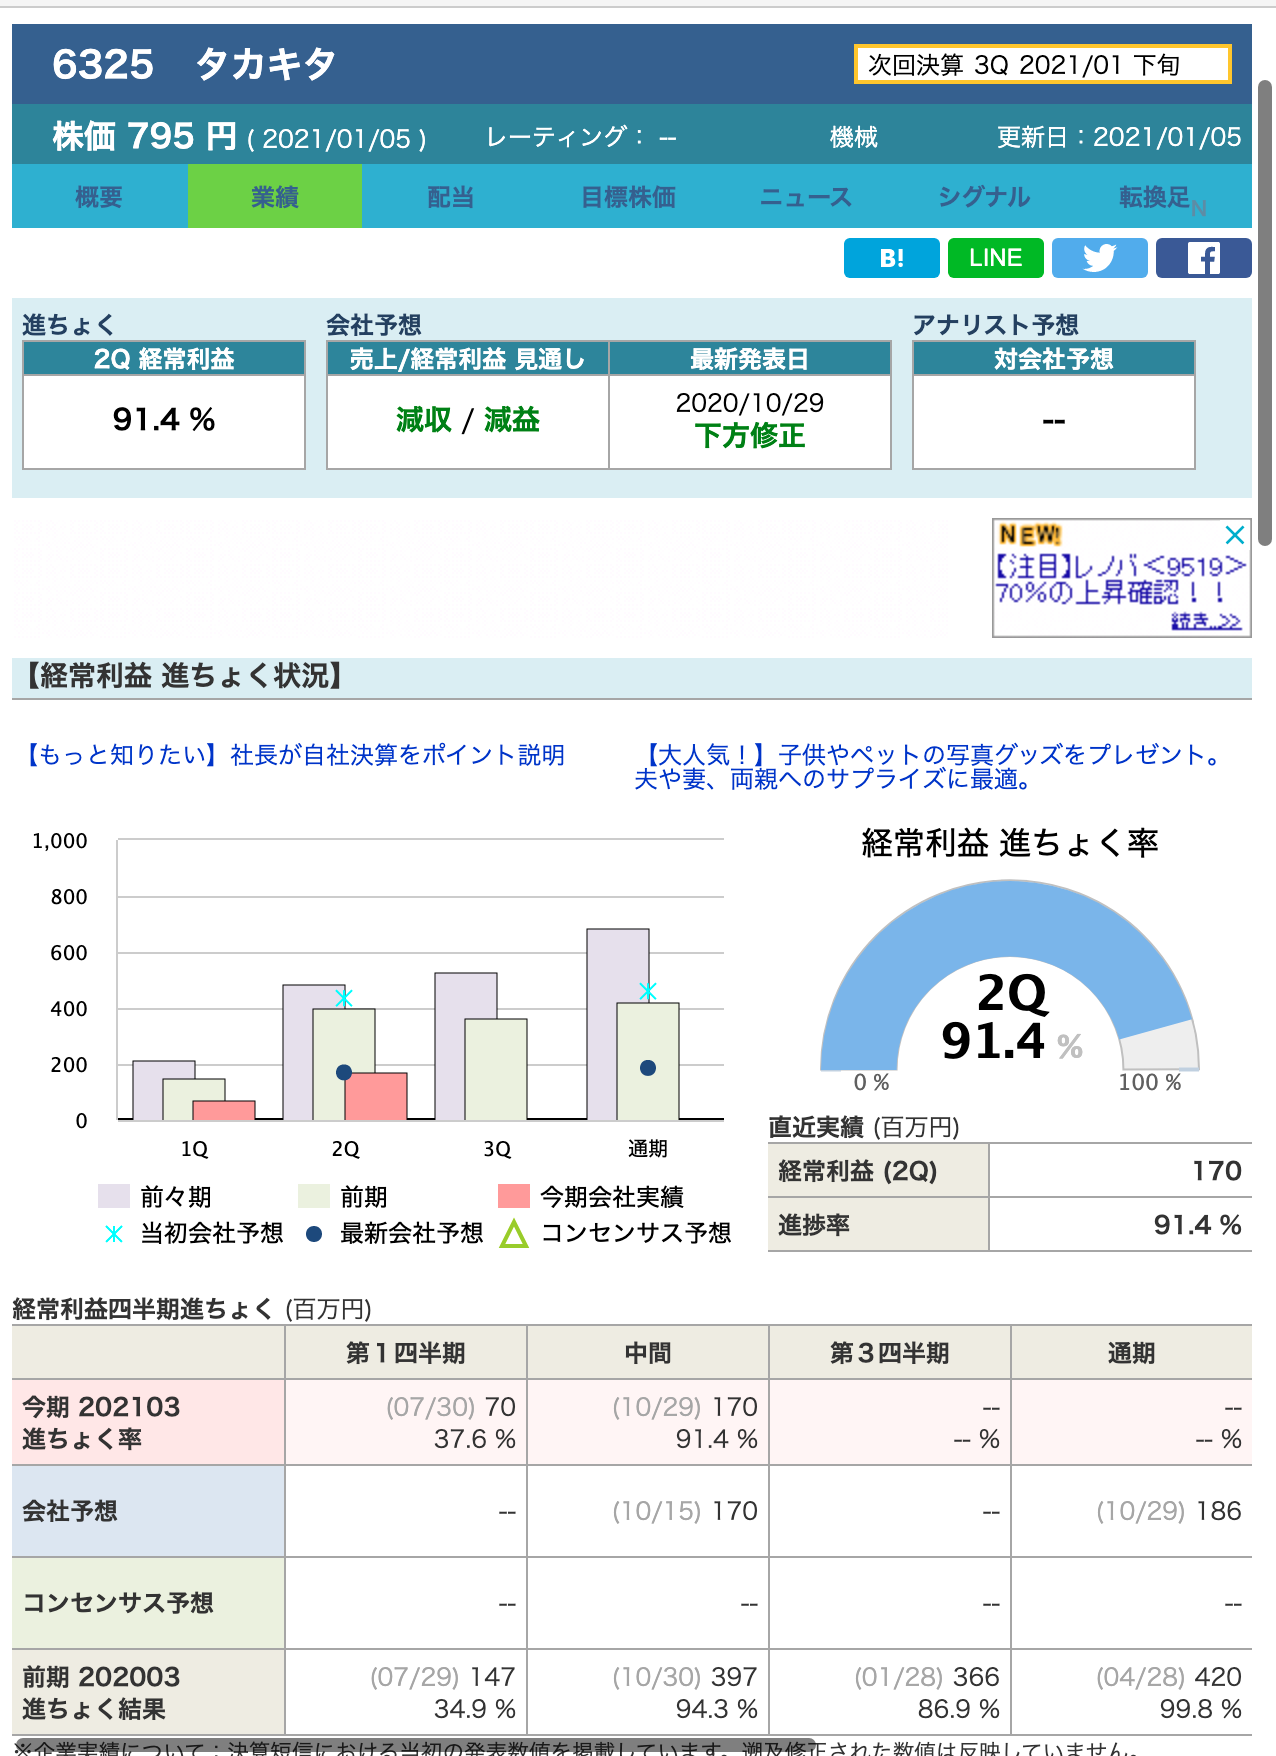 6325 タカキタ
次回決算 3Q 2021/01 下旬
株価 795 円 ( 2021/01/05 ) レーティング： -- 機械 更新日：2021/01/05
概要 業績 配当 目標株価 ニュース シグナル 転換足
N
B! LINE
進ちょく 会社予想 アナリスト予想
2Q 経常利益 売上/経常利益 見通し 最新発表日 対会社予想
91.4 % 減収 / 減益 2020/10/29 --
下方修正
NEW!
【注目】レノバ<9519>
70%の上昇確認！！
続き..>>
【経常利益 進ちょく状況】
【もっと知りたい】社長が自社決算をポイント説明
【大人気！】子供やペットの写真グッズをプレゼント。
夫や妻、両親へのサプライズに最適。
1,000
800
600
400
200
0
1Q 2Q 3Q 通期
前々期 前期 今期会社実績
当初会社予想 最新会社予想 コンセンサス予想
経常利益 進ちょく率
2Q
91.4 %
0 % 100 %
直近実績 (百万円)
経常利益 (2Q) 170
進捗率 91.4 %
経常利益四半期進ちょく (百万円)
第１四半期 中間 第３四半期 通期
今期 202103 (07/30) 70 (10/29) 170 -- --
進ちょく率 37.6 % 91.4 % -- % -- %
会社予想 -- (10/15) 170 -- (10/29) 186
コンセンサス予想 -- -- -- --
前期 202003 (07/29) 147 (10/30) 397 (01/28) 366 (04/28) 420
進ちょく結果 34.9 % 94.3 % 86.9 % 99.8 %
※企業実績について：決算短信における当初の発表数値を掲載しています。遡及修正された数値は反映していません。